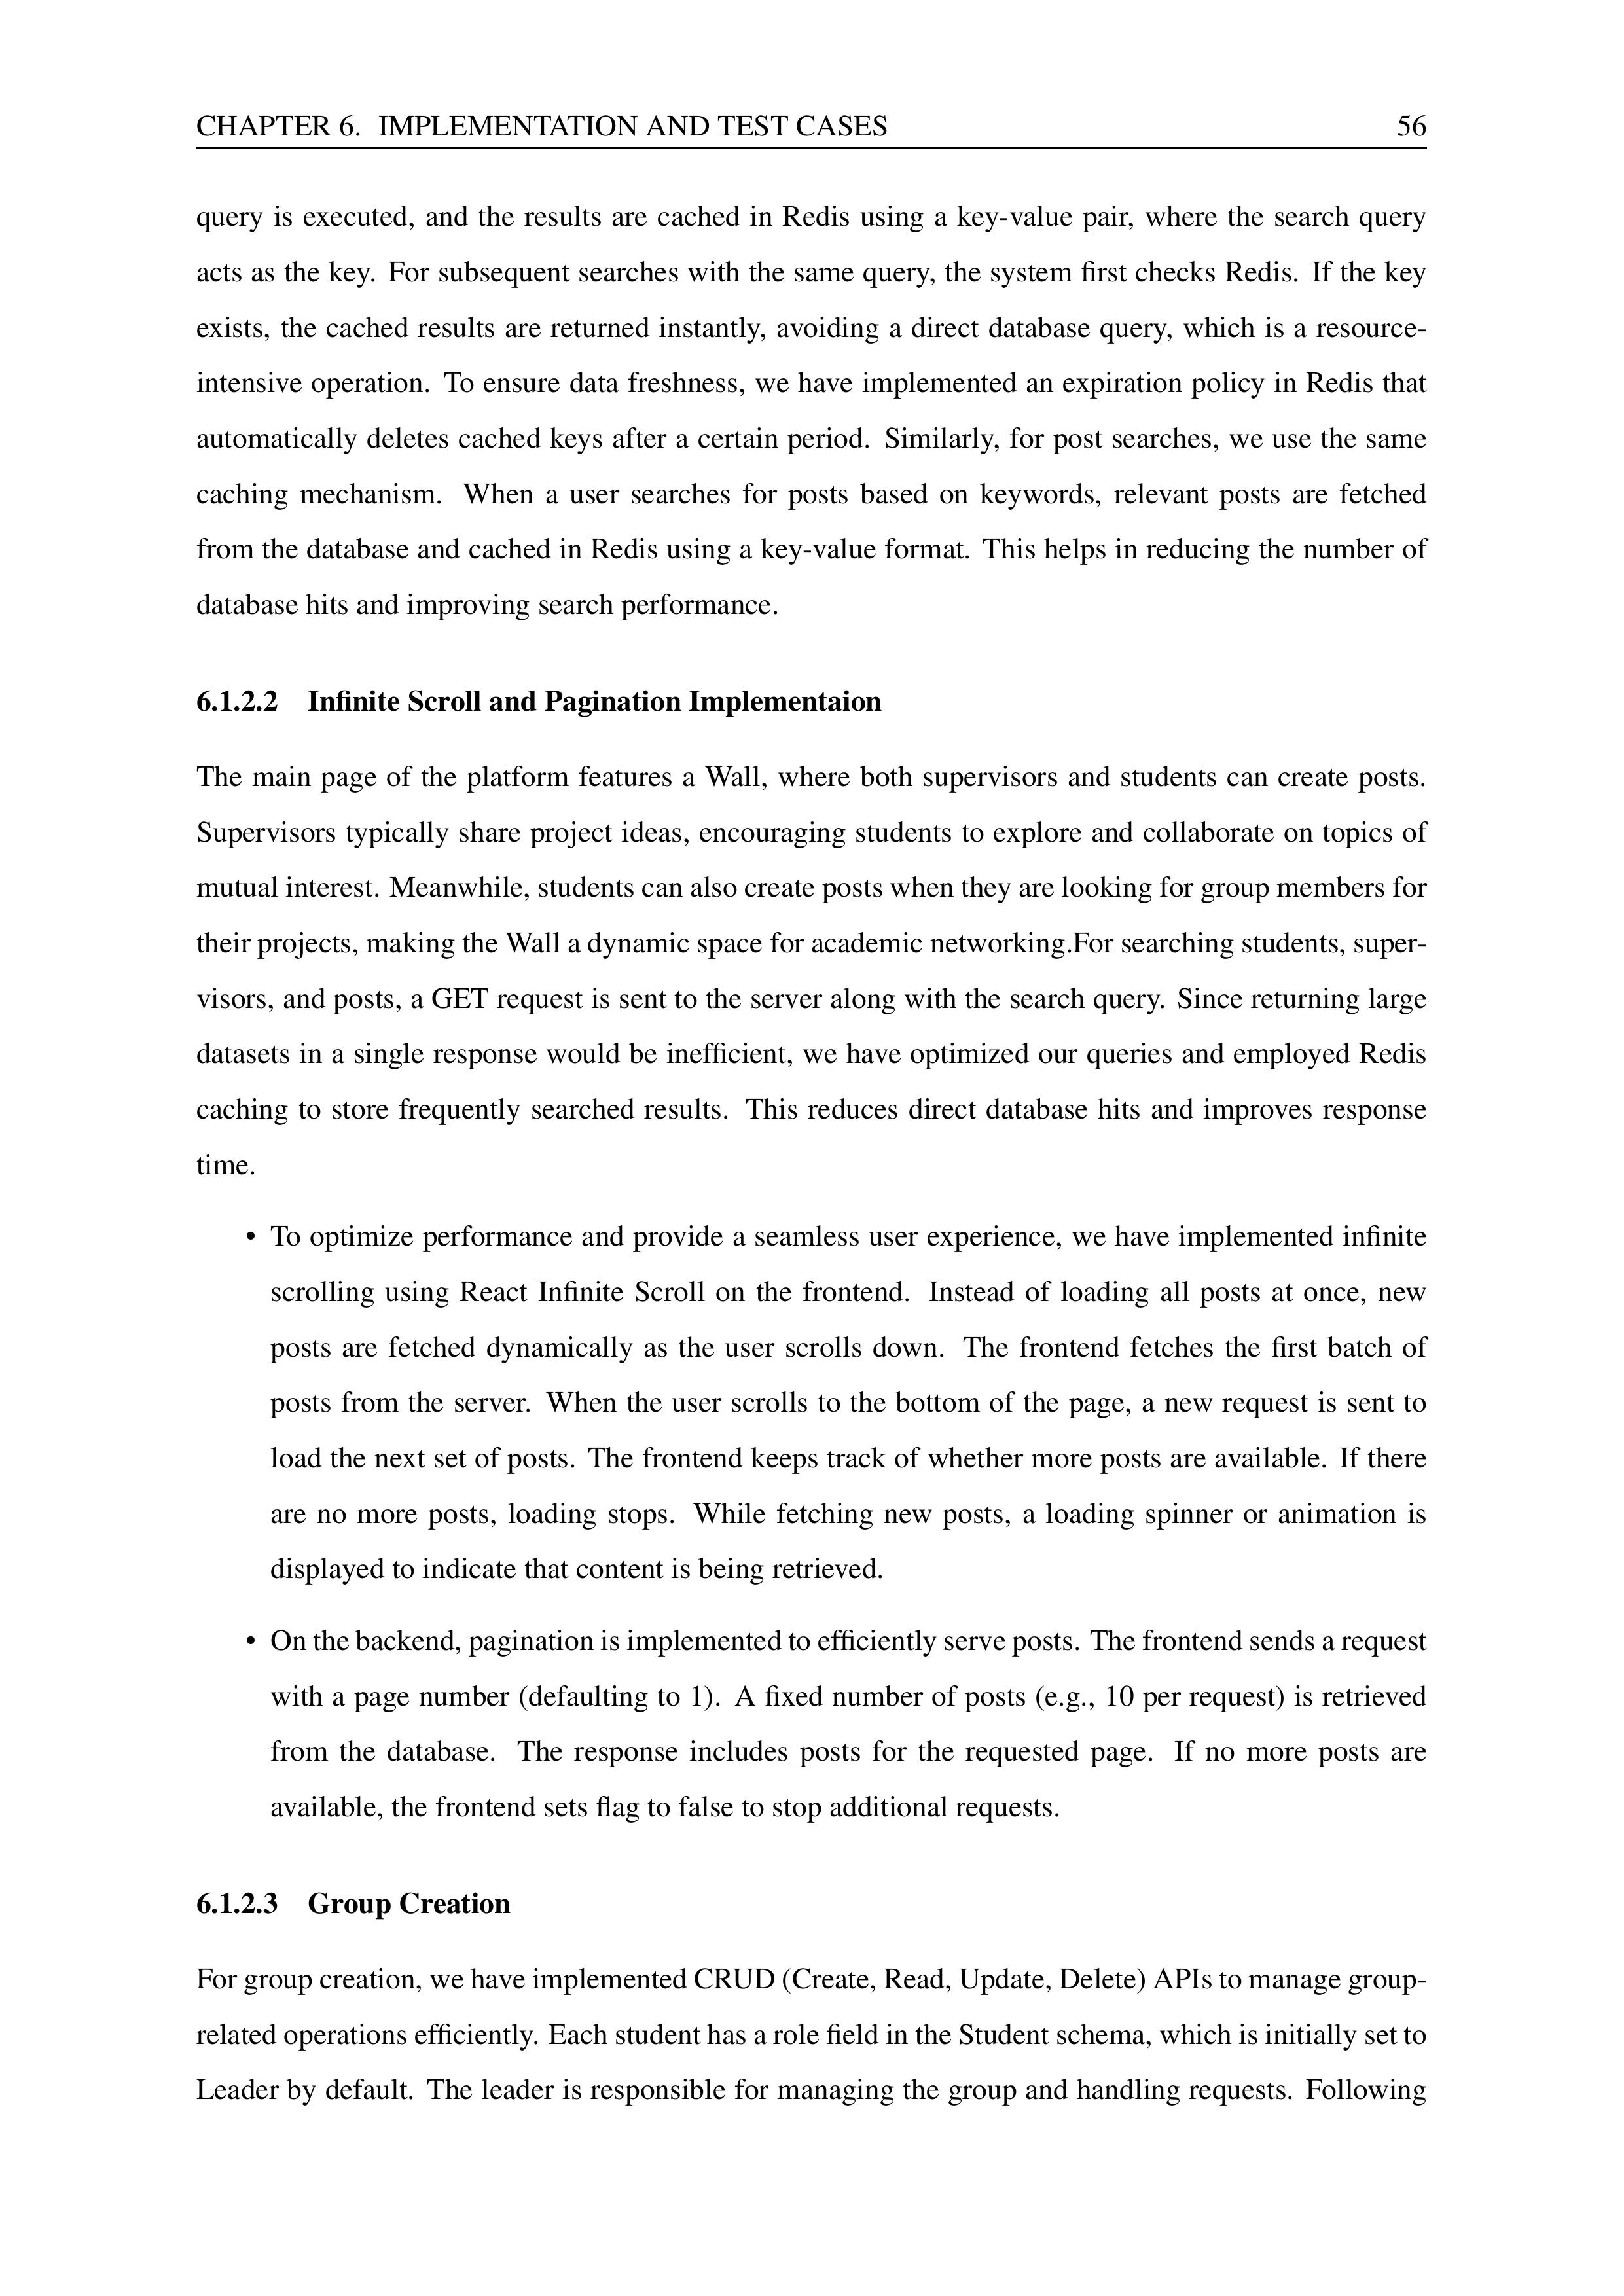 CHAPTER 6. IMPLEMENTATION AND TEST CASES 56
query is executed, and the results are cached in Redis using a key-value pair, where the search query
acts as the key. For subsequent searches with the same query, the system first checks Redis. If the key
exists, the cached results are returned instantly, avoiding a direct database query, which is a resource-
intensive operation. To ensure data freshness, we have implemented an expiration policy in Redis that
automatically deletes cached keys after a certain period. Similarly, for post searches, we use the same
caching mechanism. When a user searches for posts based on keywords, relevant posts are fetched
from the database and cached in Redis using a key-value format. This helps in reducing the number of
database hits and improving search performance.
6.1.2.2 Infinite Scroll and Pagination Implementaion
The main page of the platform features a Wall, where both supervisors and students can create posts.
Supervisors typically share project ideas, encouraging students to explore and collaborate on topics of
mutual interest. Meanwhile, students can also create posts when they are looking for group members for
their projects, making the Wall a dynamic space for academic networking.For searching students, super-
visors, and posts, a GET request is sent to the server along with the search query. Since returning large
datasets in a single response would be inefficient, we have optimized our queries and employed Redis
caching to store frequently searched results. This reduces direct database hits and improves response
time.
• To optimize performance and provide a seamless user experience, we have implemented infinite
scrolling using React Infinite Scroll on the frontend. Instead of loading all posts at once, new
posts are fetched dynamically as the user scrolls down. The frontend fetches the first batch of
posts from the server. When the user scrolls to the bottom of the page, a new request is sent to
load the next set of posts. The frontend keeps track of whether more posts are available. If there
are no more posts, loading stops. While fetching new posts, a loading spinner or animation is
displayed to indicate that content is being retrieved.
• On the backend, pagination is implemented to efficiently serve posts. The frontend sends a request
with a page number (defaulting to 1). A fixed number of posts (e.g., 10 per request) is retrieved
from the database. The response includes posts for the requested page. If no more posts are
available, the frontend sets flag to false to stop additional requests.
6.1.2.3 Group Creation
For group creation, we have implemented CRUD (Create, Read, Update, Delete) APIs to manage group-
related operations efficiently. Each student has a role field in the Student schema, which is initially set to
Leader by default. The leader is responsible for managing the group and handling requests. Following